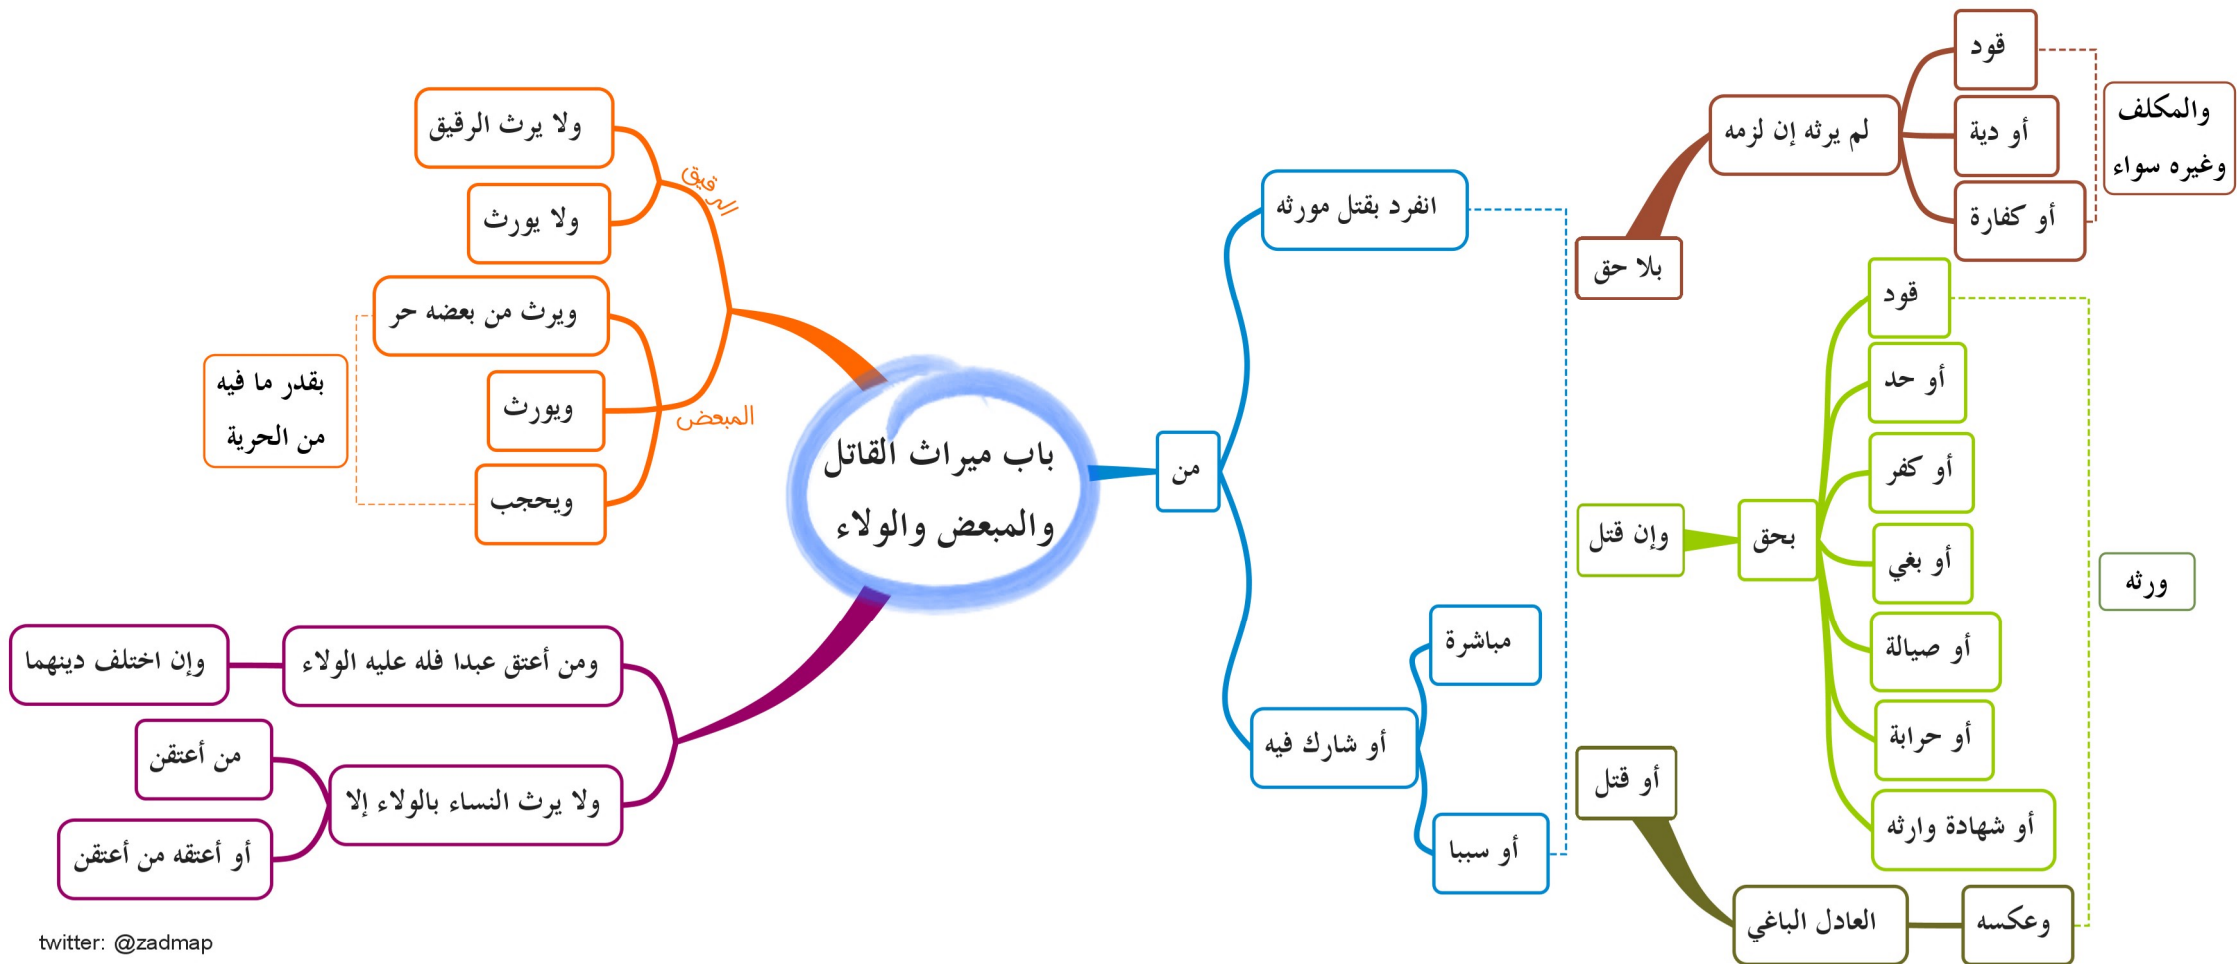 باب ميراث القاتل
والمبعض والولاء
من
انفرد بقتل مورثه
أو شارك فيه
مباشرة
أو سببا
بلا حق
لم يرثه إن لزمه
قود
أو دية
أو كفارة
والمكلف
وغيره سواء
وإن قتل
بحق
قود
أو حد
أو كفر
أو بغي
أو صيالة
أو حرابة
أو شهادة وارثه
أو قتل
العادل الباغي
وعكسه
ورثه
الرقيق
ولا يرث الرقيق
ولا يورث
المبعض
ويرث من بعضه حر
ويورث
ويحجب
بقدر ما فيه
من الحرية
ومن أعتق عبدا فله عليه الولاء
وإن اختلف دينهما
ولا يرث النساء بالولاء إلا
من أعتقن
أو أعتقه من أعتقن
twitter: @zadmap